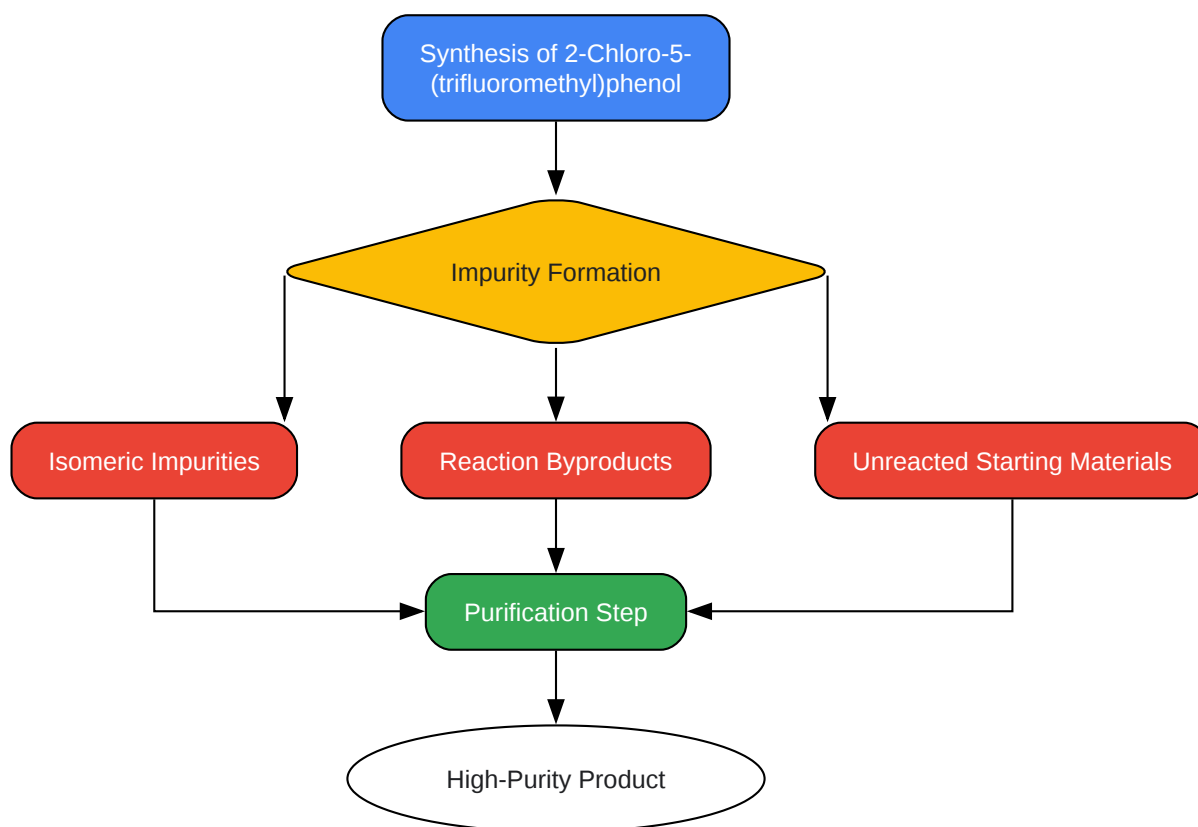 Synthesis of 2-Chloro-5-
(trifluoromethyl)phenol
Impurity Formation
Isomeric Impurities
Reaction Byproducts
Unreacted Starting Materials
Purification Step
High-Purity Product